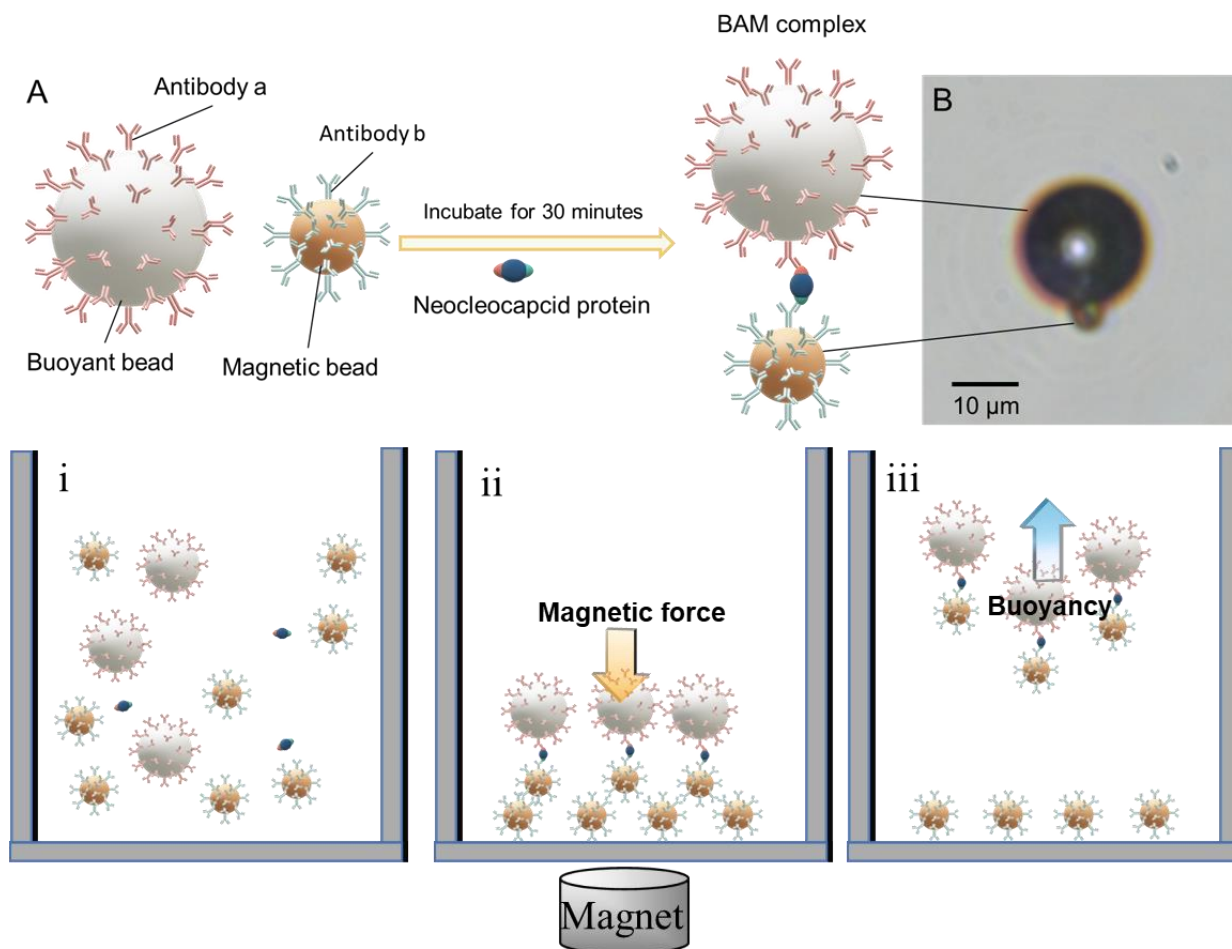 BAM complex
A
Antibody a
Antibody b
B
Incubate for 30 minutes
Neocleocapcid protein
Buoyant bead
Magnetic bead
10 µm
i
ii
iii
Magnetic force
Buoyancy
Magnet